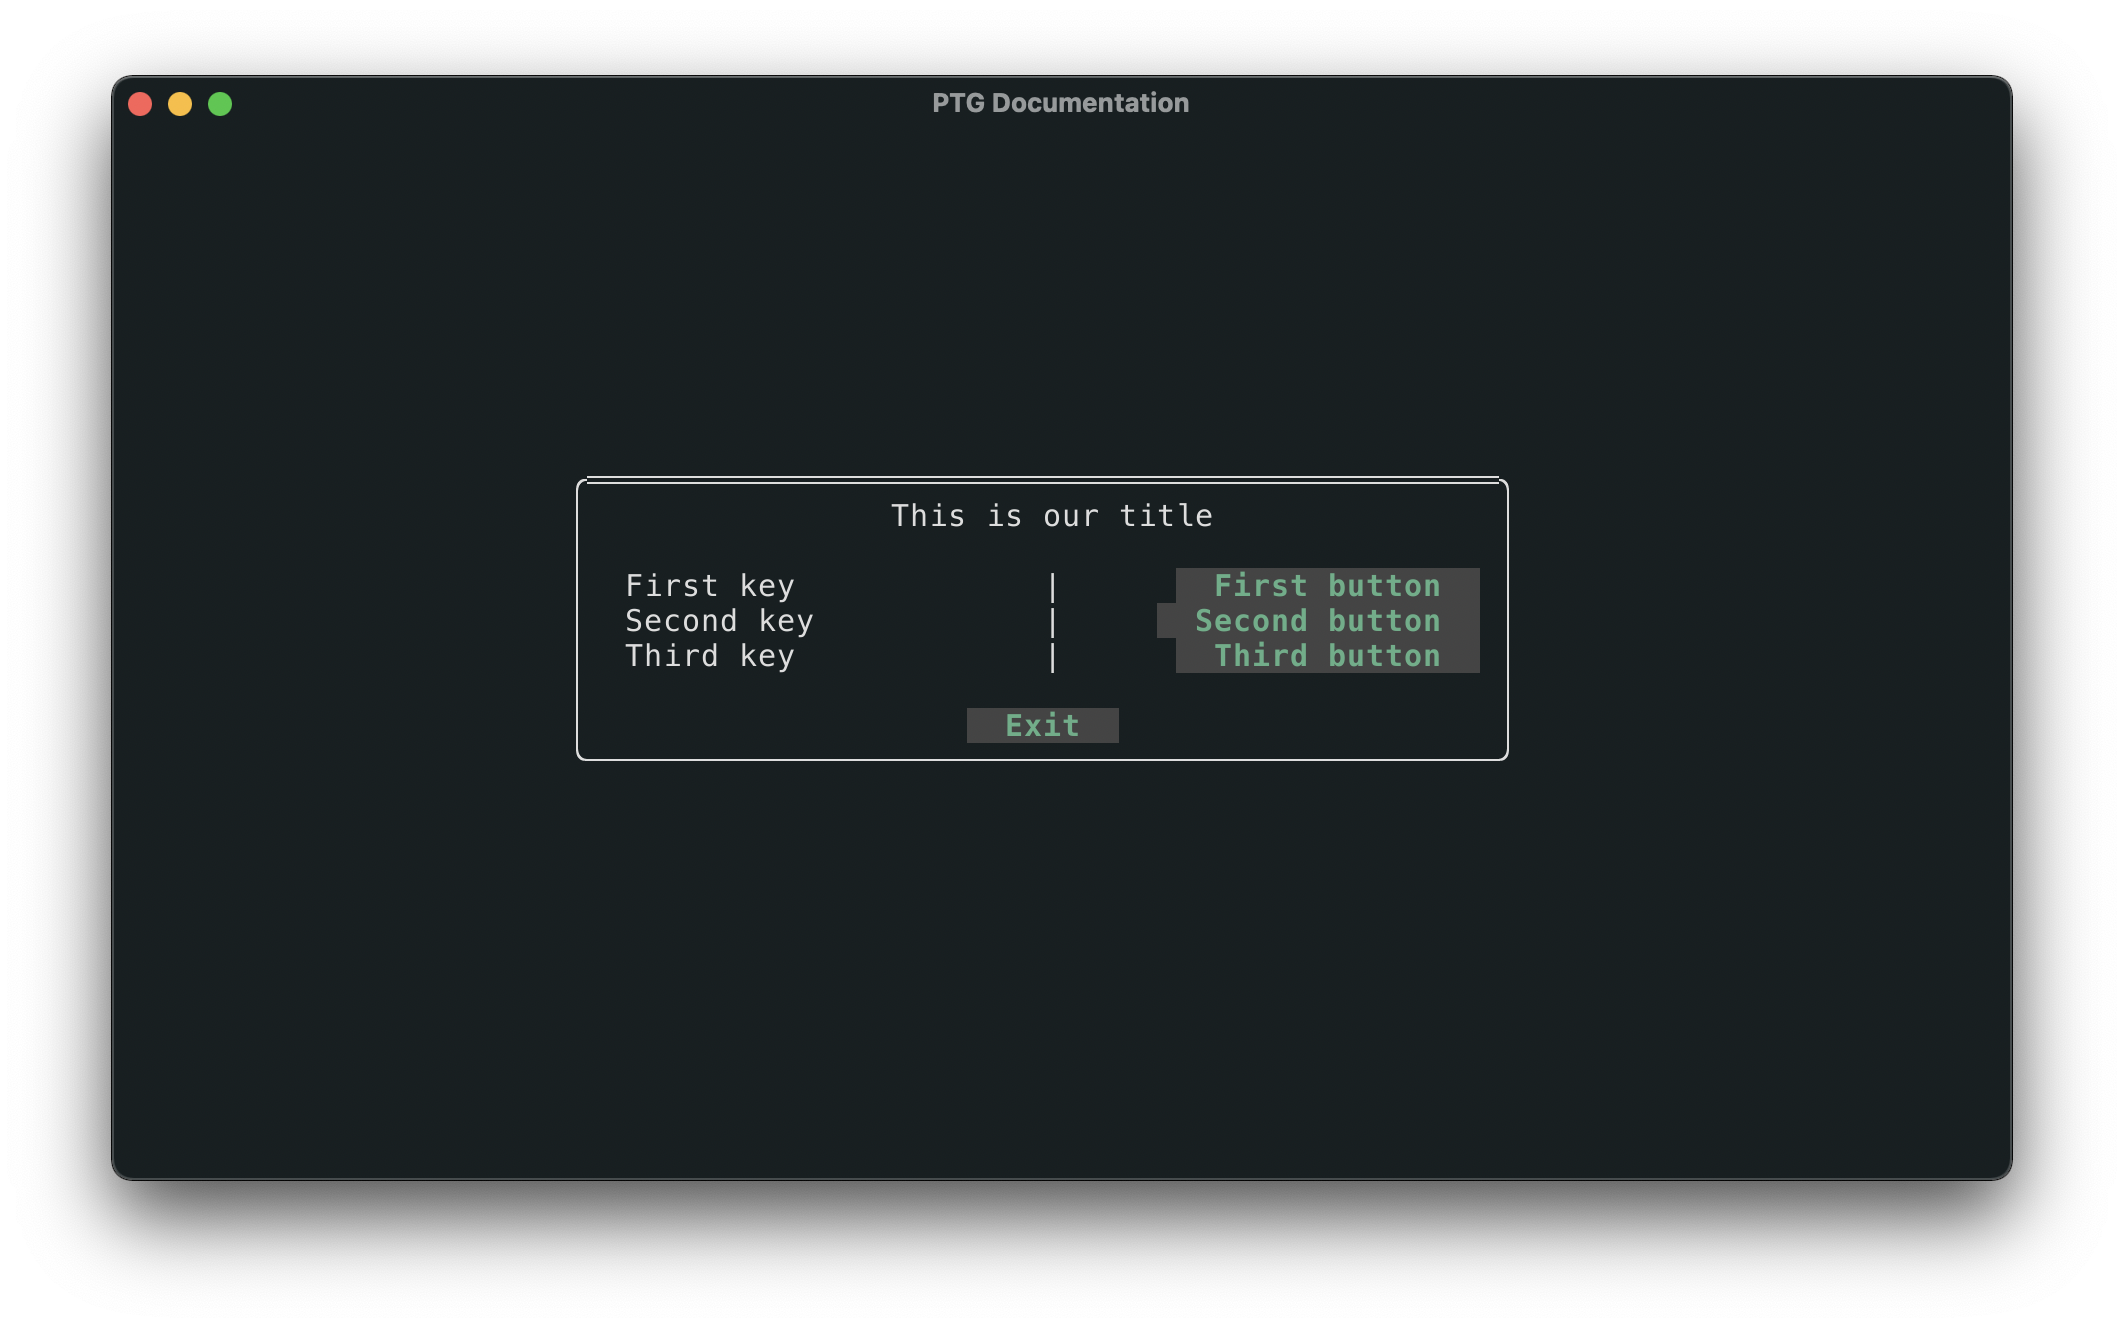 PTG Documentation
This is our title
First key | First button
Second key | Second button
Third key | Third button
Exit